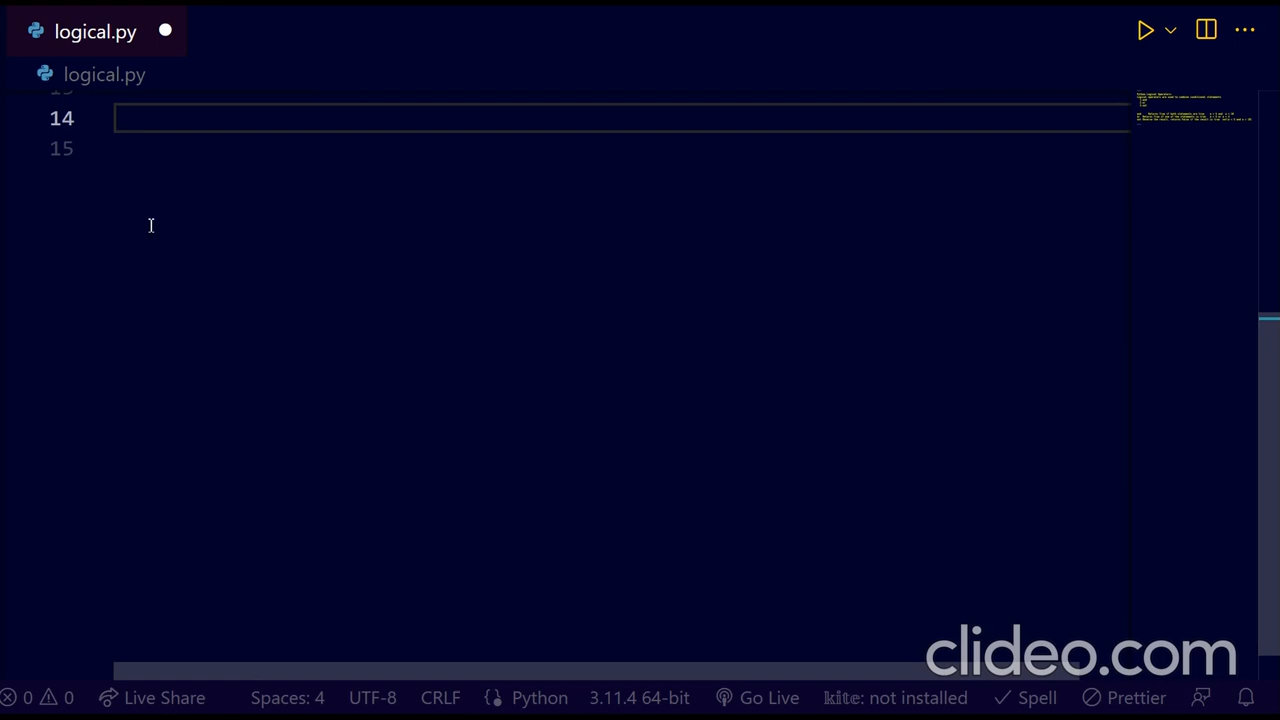 logical.py
logical.py
14
15
clideo.com
0 0 Live Share Spaces: 4 UTF-8 CRLF Python 3.11.4 64-bit Go Live kite: not installed Spell Prettier